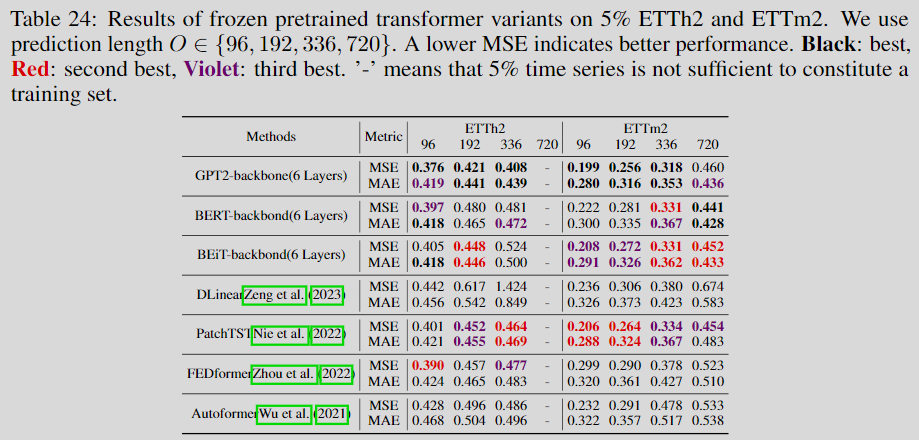 Table 24: Results of frozen pretrained transformer variants on 5% ETTh2 and ETTm2. We use
prediction length O ∈ {96, 192, 336, 720}. A lower MSE indicates better performance. Black: best,
Red: second best, Violet: third best. ’-’ means that 5% time series is not sufficient to constitute a
training set.
Methods Metric ETTh2 ETTm2
96 192 336 720 96 192 336 720
GPT2-backbone(6 Layers) MSE 0.376 0.421 0.408 - 0.199 0.256 0.318 0.460
MAE 0.419 0.441 0.439 - 0.280 0.316 0.353 0.436
BERT-backbond(6 Layers) MSE 0.397 0.480 0.481 - 0.222 0.281 0.331 0.441
MAE 0.418 0.465 0.472 - 0.300 0.335 0.367 0.428
BEiT-backbond(6 Layers) MSE 0.405 0.448 0.524 - 0.208 0.272 0.331 0.452
MAE 0.418 0.446 0.500 - 0.291 0.326 0.362 0.433
DLinear Zeng et al. (2023) MSE 0.442 0.617 1.424 - 0.236 0.306 0.380 0.674
MAE 0.456 0.542 0.849 - 0.326 0.373 0.423 0.583
PatchTST Nie et al. (2022) MSE 0.401 0.452 0.464 - 0.206 0.264 0.334 0.454
MAE 0.421 0.455 0.469 - 0.288 0.324 0.367 0.483
FEDformer Zhou et al. (2022) MSE 0.390 0.457 0.477 - 0.299 0.290 0.378 0.523
MAE 0.424 0.465 0.483 - 0.320 0.361 0.427 0.510
Autoformer Wu et al. (2021) MSE 0.428 0.496 0.486 - 0.232 0.291 0.478 0.533
MAE 0.468 0.504 0.496 - 0.322 0.357 0.517 0.538